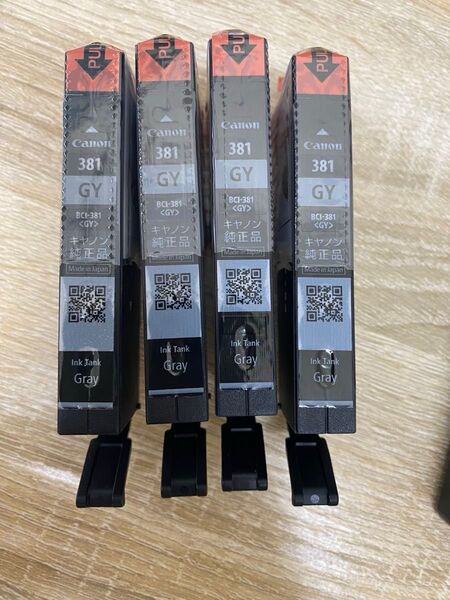 PULL
Canon
381
GY
BCI-381
<GY>
キヤノン
純正品
Made in Japan
Ink Tank
Gray
PULL
Canon
381
GY
BCI-381
<GY>
キヤノン
純正品
Made in Japan
Ink Tank
Gray
PULL
Canon
381
GY
BCI-381
<GY>
キヤノン
純正品
Made in Japan
Ink Tank
Gray
PULL
Canon
381
GY
BCI-381
<GY>
キヤノン
純正品
Made in Japan
Ink Tank
Gray